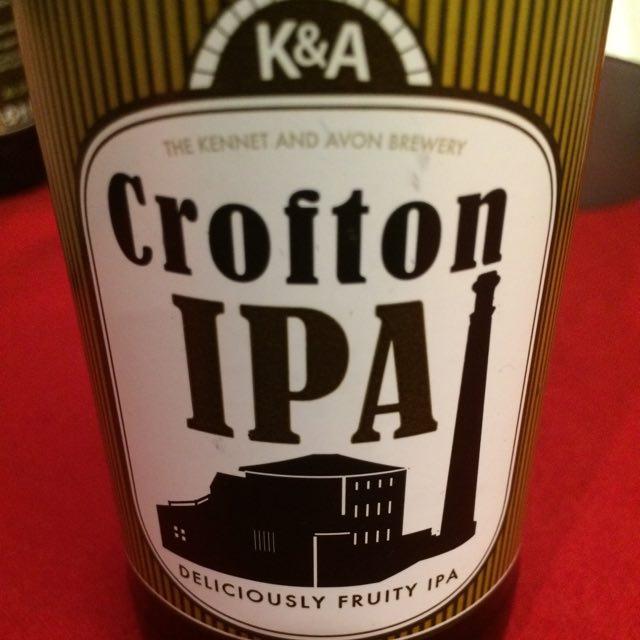 K&A
THE KENNET AND AVON BREWERY
Crofton
IPA
DELICIOUSLY FRUITY IPA